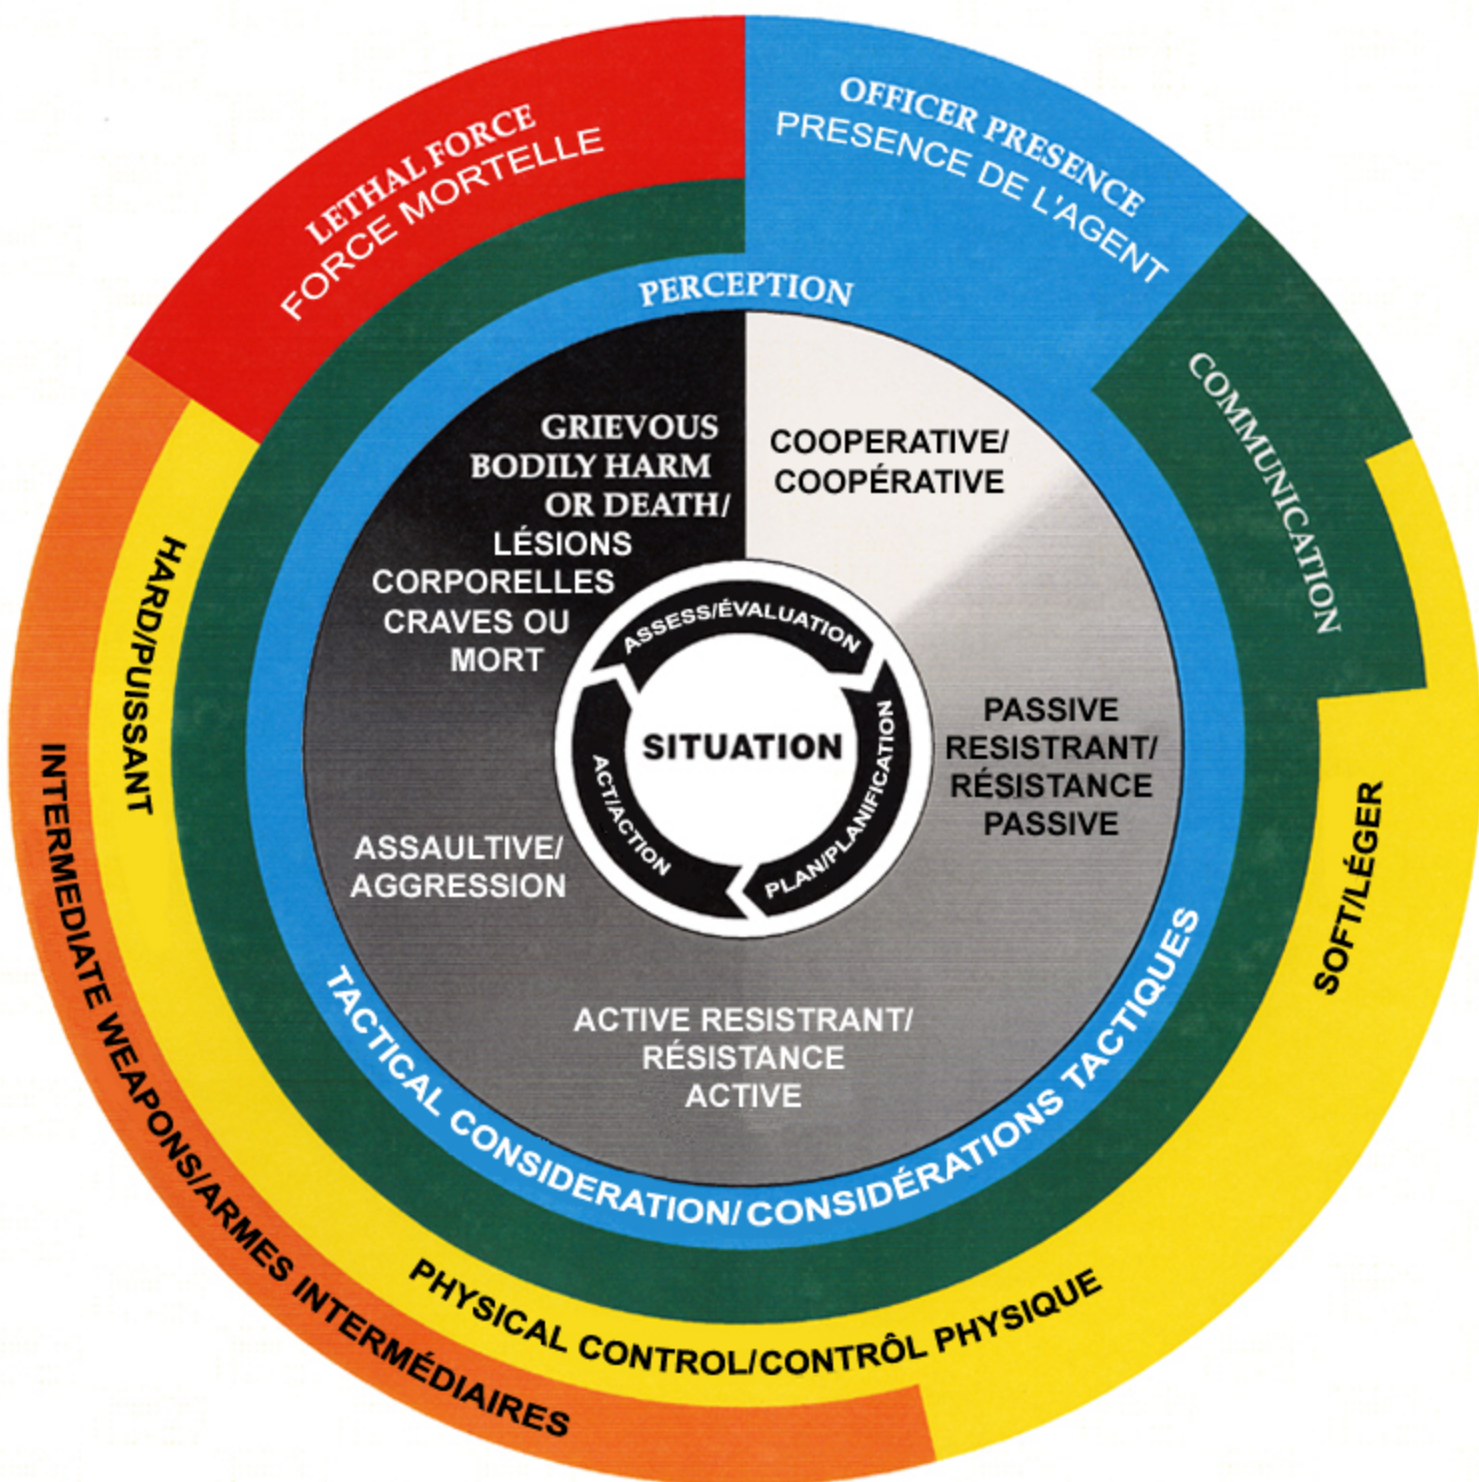 LETHAL FORCE
FORCE MORTELLE
OFFICER PRESENCE
PRESENCE DE L'AGENT
PERCEPTION
COMMUNICATION
GRIEVOUS
BODILY HARM
OR DEATH/
LÉSIONS
CORPORELLES
CRAVES OU
MORT
COOPERATIVE/
COOPÉRATIVE
ASSESS/ÉVALUATION
SITUATION
PLAN/PLANIFICATION
ACT/ACTION
PASSIVE
RESISTRANT/
RÉSISTANCE
PASSIVE
ASSAULTIVE/
AGGRESSION
ACTIVE RESISTRANT/
RÉSISTANCE
ACTIVE
HARD/PUISSANT
SOFT/LÉGER
TACTICAL CONSIDERATION/CONSIDÉRATIONS TACTIQUES
PHYSICAL CONTROL/CONTRÔL PHYSIQUE
INTERMEDIATE WEAPONS/ARMES INTERMÉDIAIRES